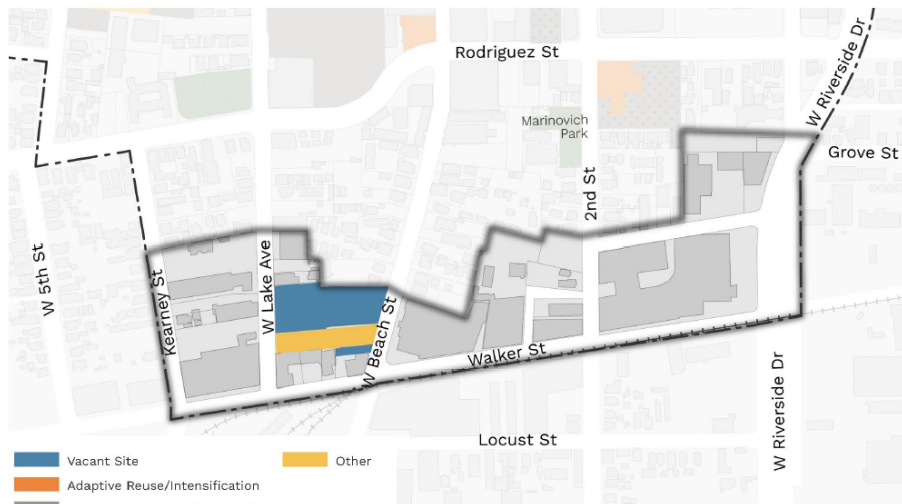 Rodriguez St
W Riverside Dr
Marinovich
Park
Grove St
2nd St
W 5th St
Kearney St
W Lake Ave
W Beach St
Walker St
W Riverside Dr
Locust St
Vacant Site
Other
Adaptive Reuse/Intensification